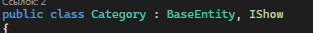 Ссылок: 2
public class Category : BaseEntity, IShow
{